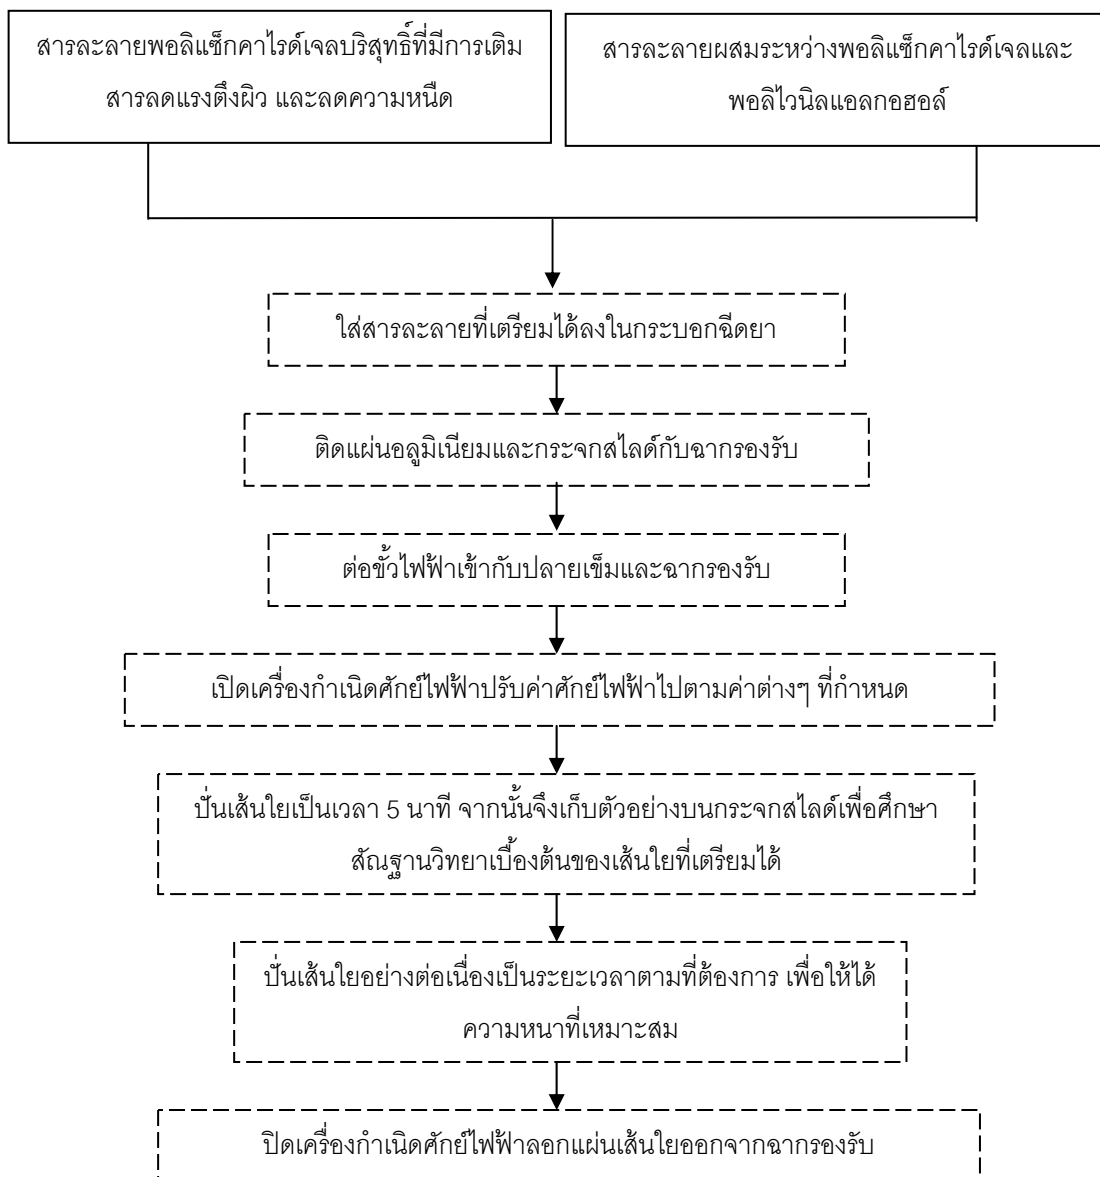 สารละลายพอลิแซ็กคาไรด์เจลบริสุทธิ์ที่มีการเติม
สารลดแรงตึงผิว และลดความหนืด
สารละลายผสมระหว่างพอลิแซ็กคาไรด์เจลและ
พอลิไวนิลแอลกอฮอล์
ใส่สารละลายที่เตรียมได้ลงในกระบอกฉีดยา
ติดแผ่นอลูมิเนียมและกระจกสไลด์กับฉากรองรับ
ต่อขั้วไฟฟ้าเข้ากับปลายเข็มและฉากรองรับ
เปิดเครื่องกำเนิดศักย์ไฟฟ้าปรับค่าศักย์ไฟฟ้าไปตามค่าต่างๆ ที่กำหนด
ปั่นเส้นใยเป็นเวลา 5 นาที จากนั้นจึงเก็บตัวอย่างบนกระจกสไลด์เพื่อศึกษา
สัณฐานวิทยาเบื้องต้นของเส้นใยที่เตรียมได้
ปั่นเส้นใยอย่างต่อเนื่องเป็นระยะเวลาตามที่ต้องการ เพื่อให้ได้
ความหนาที่เหมาะสม
ปิดเครื่องกำเนิดศักย์ไฟฟ้าลอกแผ่นเส้นใยออกจากฉากรองรับ